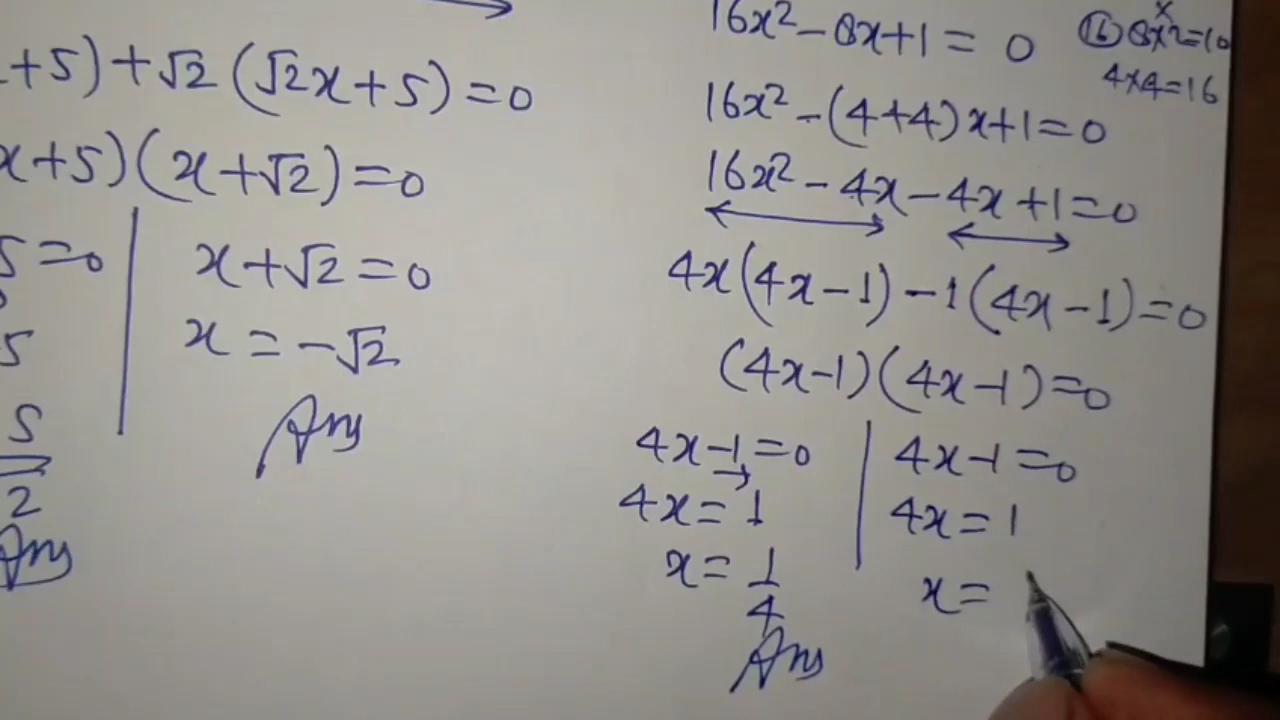 +5) + √2 (√2x + 5) = 0
x + 5) (x + √2) = 0
5 = 0
5
5
2
Ans
x + √2 = 0
x = -√2
Ans
16x² - 8x + 1 = 0
16x² - (4+4)x + 1 = 0
16x² - 4x - 4x + 1 = 0
4x(4x - 1) - 1(4x - 1) = 0
(4x - 1)(4x - 1) = 0
4x - 1 = 0
4x = 1
x = 1
4
Ans
4x - 1 = 0
4x = 1
x =
16
4×4=16